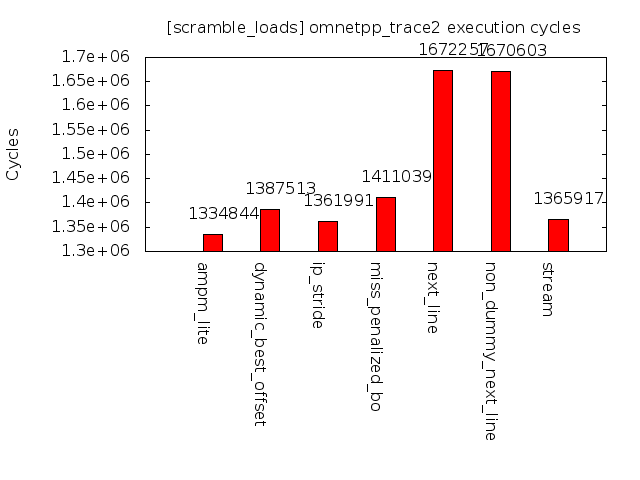 [scramble_loads] omnetpp_trace2 execution cycles
Cycles
1.7e+06
1.65e+06
1.6e+06
1.55e+06
1.5e+06
1.45e+06
1.4e+06
1.35e+06
1.3e+06
1334844
1387513
1361991
1411039
1672257
1670603
1365917
ampm_lite
dynamic_best_offset
ip_stride
miss_penalized_bo
next_line
non_dummy_next_line
stream